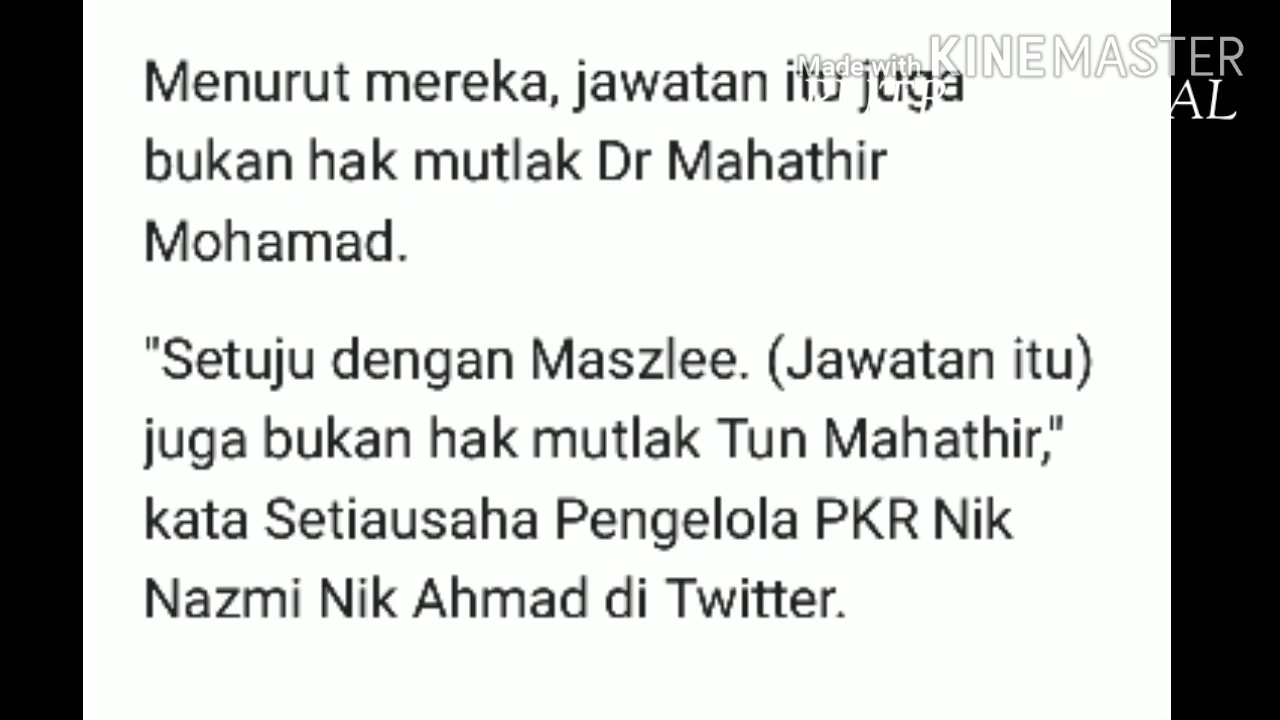 Made with KINEMASTER
AL
Menurut mereka, jawatan itu juga
bukan hak mutlak Dr Mahathir
Mohamad.
"Setuju dengan Maszlee. (Jawatan itu)
juga bukan hak mutlak Tun Mahathir,"
kata Setiausaha Pengelola PKR Nik
Nazmi Nik Ahmad di Twitter.